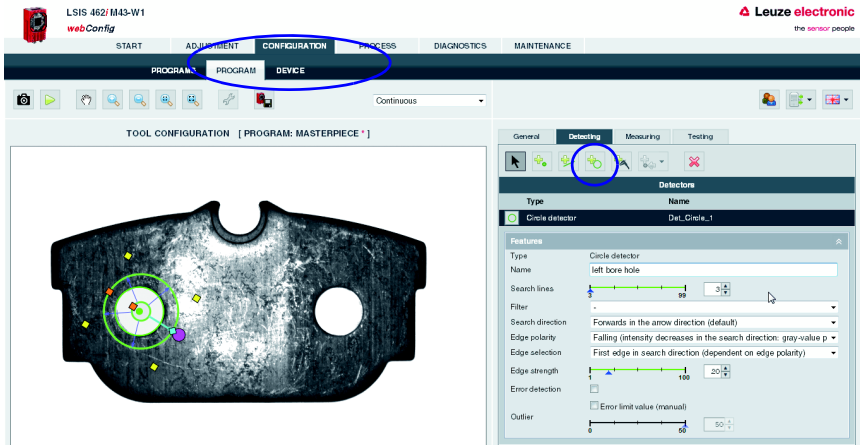 LSIS 462i M43-W1
webConfig
Leuze electronic
the sensor people
START ADJUSTMENT CONFIGURATION PROCESS DIAGNOSTICS MAINTENANCE
PROGRAMS PROGRAM DEVICE
Continuous
TOOL CONFIGURATION [ PROGRAM: MASTERPIECE * ]
General Detecting Measuring Testing
Detectors
Type Name
Circle detector Det_Circle_1
Features
Type Circle detector
Name left bore hole
Search lines 3 99 3
Filter -
Search direction Forwards in the arrow direction (default)
Edge polarity Falling (intensity decreases in the search direction: gray-value p
Edge selection First edge in search direction (dependent on edge polarity)
Edge strength 1 100 20
Error detection
Error limit value (manual)
Outlier 0 50 50